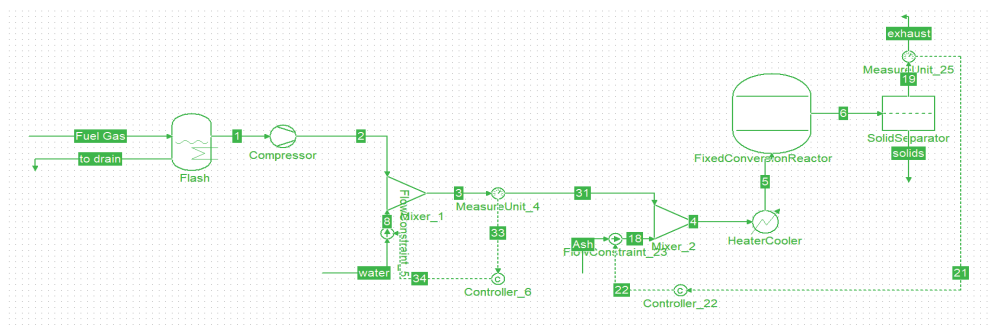 exhaust
MeasureUnit_25
19
Fuel Gas
1
2
6
to drain
Compressor
SolidSeparator
Flash
FixedConversionReactor
solids
5
3
31
MeasureUnit_4
8
Mixer_1
FlowConstraint_5
4
33
Ash
18
Mixer_2
HeaterCooler
FlowConstraint_23
water
34
C
21
Controller_6
22
C
Controller_22